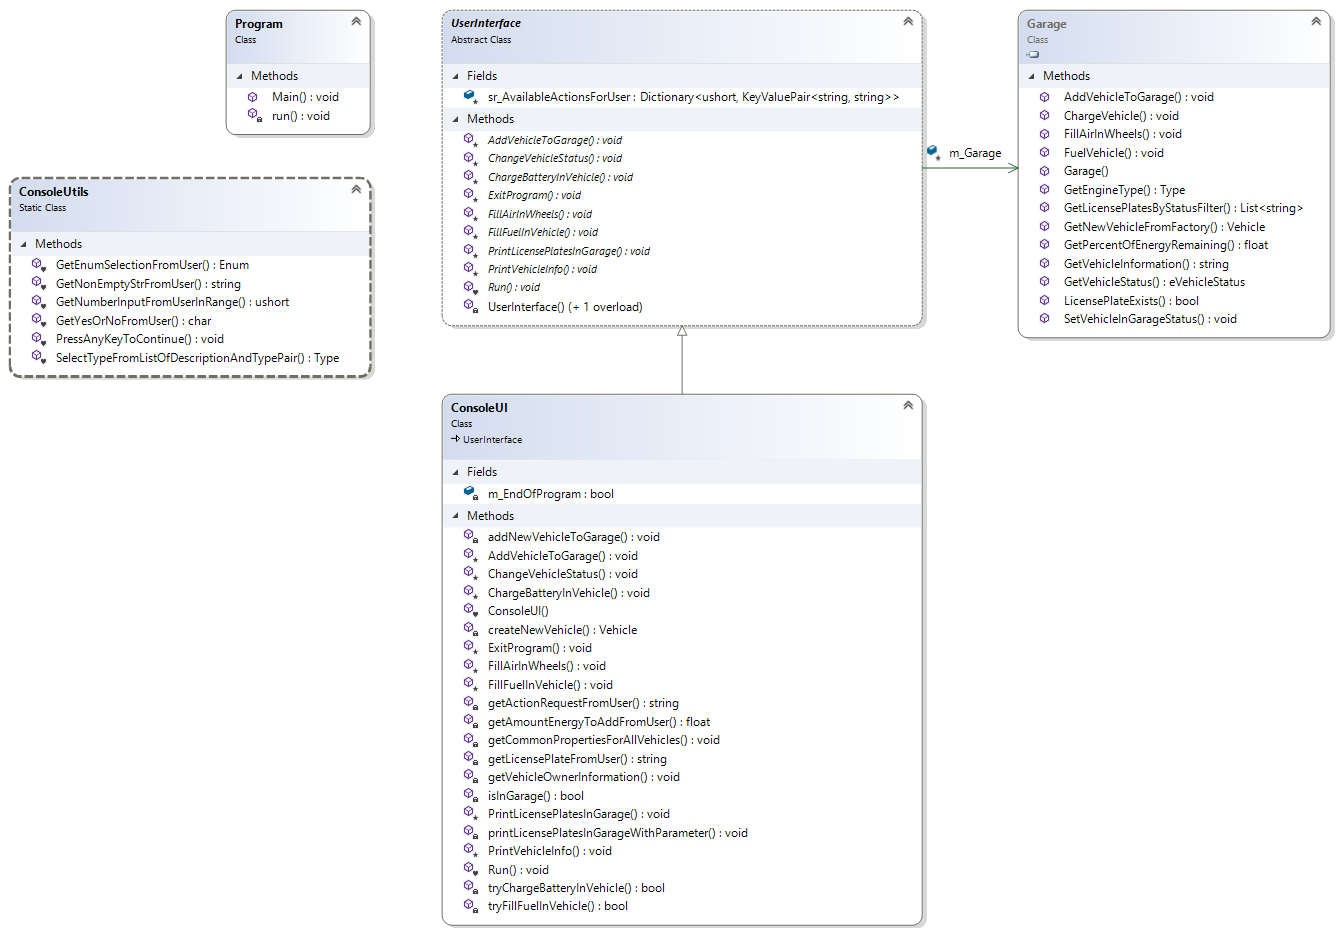 Program
Class
Methods
Main() : void
run() : void
ConsoleUtils
Static Class
Methods
GetEnumSelectionFromUser() : Enum
GetNonEmptyStrFromUser() : string
GetNumberInputFromUserInRange() : ushort
GetYesOrNoFromUser() : char
PressAnyKeyToContinue() : void
SelectTypeFromListOfDescriptionAndTypePair() : Type
UserInterface
Abstract Class
Fields
sr_AvailableActionsForUser : Dictionary<ushort, KeyValuePair<string, string>>
Methods
AddVehicleToGarage() : void
ChangeVehicleStatus() : void
ChargeBatteryInVehicle() : void
ExitProgram() : void
FillAirInWheels() : void
FillFuelInVehicle() : void
PrintLicensePlatesInGarage() : void
PrintVehicleInfo() : void
Run() : void
UserInterface() (+ 1 overload)
m_Garage
Garage
Class
Methods
AddVehicleToGarage() : void
ChargeVehicle() : void
FillAirInWheels() : void
FuelVehicle() : void
Garage()
GetEngineType() : Type
GetLicensePlatesByStatusFilter() : List<string>
GetNewVehicleFromFactory() : Vehicle
GetPercentOfEnergyRemaining() : float
GetVehicleInformation() : string
GetVehicleStatus() : eVehicleStatus
LicensePlateExists() : bool
SetVehicleInGarageStatus() : void
ConsoleUI
Class
UserInterface
Fields
m_EndOfProgram : bool
Methods
addNewVehicleToGarage() : void
AddVehicleToGarage() : void
ChangeVehicleStatus() : void
ChargeBatteryInVehicle() : void
ConsoleUI()
createNewVehicle() : Vehicle
ExitProgram() : void
FillAirInWheels() : void
FillFuelInVehicle() : void
getActionRequestFromUser() : string
getAmountEnergyToAddFromUser() : float
getCommonPropertiesForAllVehicles() : void
getLicensePlateFromUser() : string
getVehicleOwnerInformation() : void
isInGarage() : bool
PrintLicensePlatesInGarage() : void
printLicensePlatesInGarageWithParameter() : void
PrintVehicleInfo() : void
Run() : void
tryChargeBatteryInVehicle() : bool
tryFillFuelInVehicle() : bool